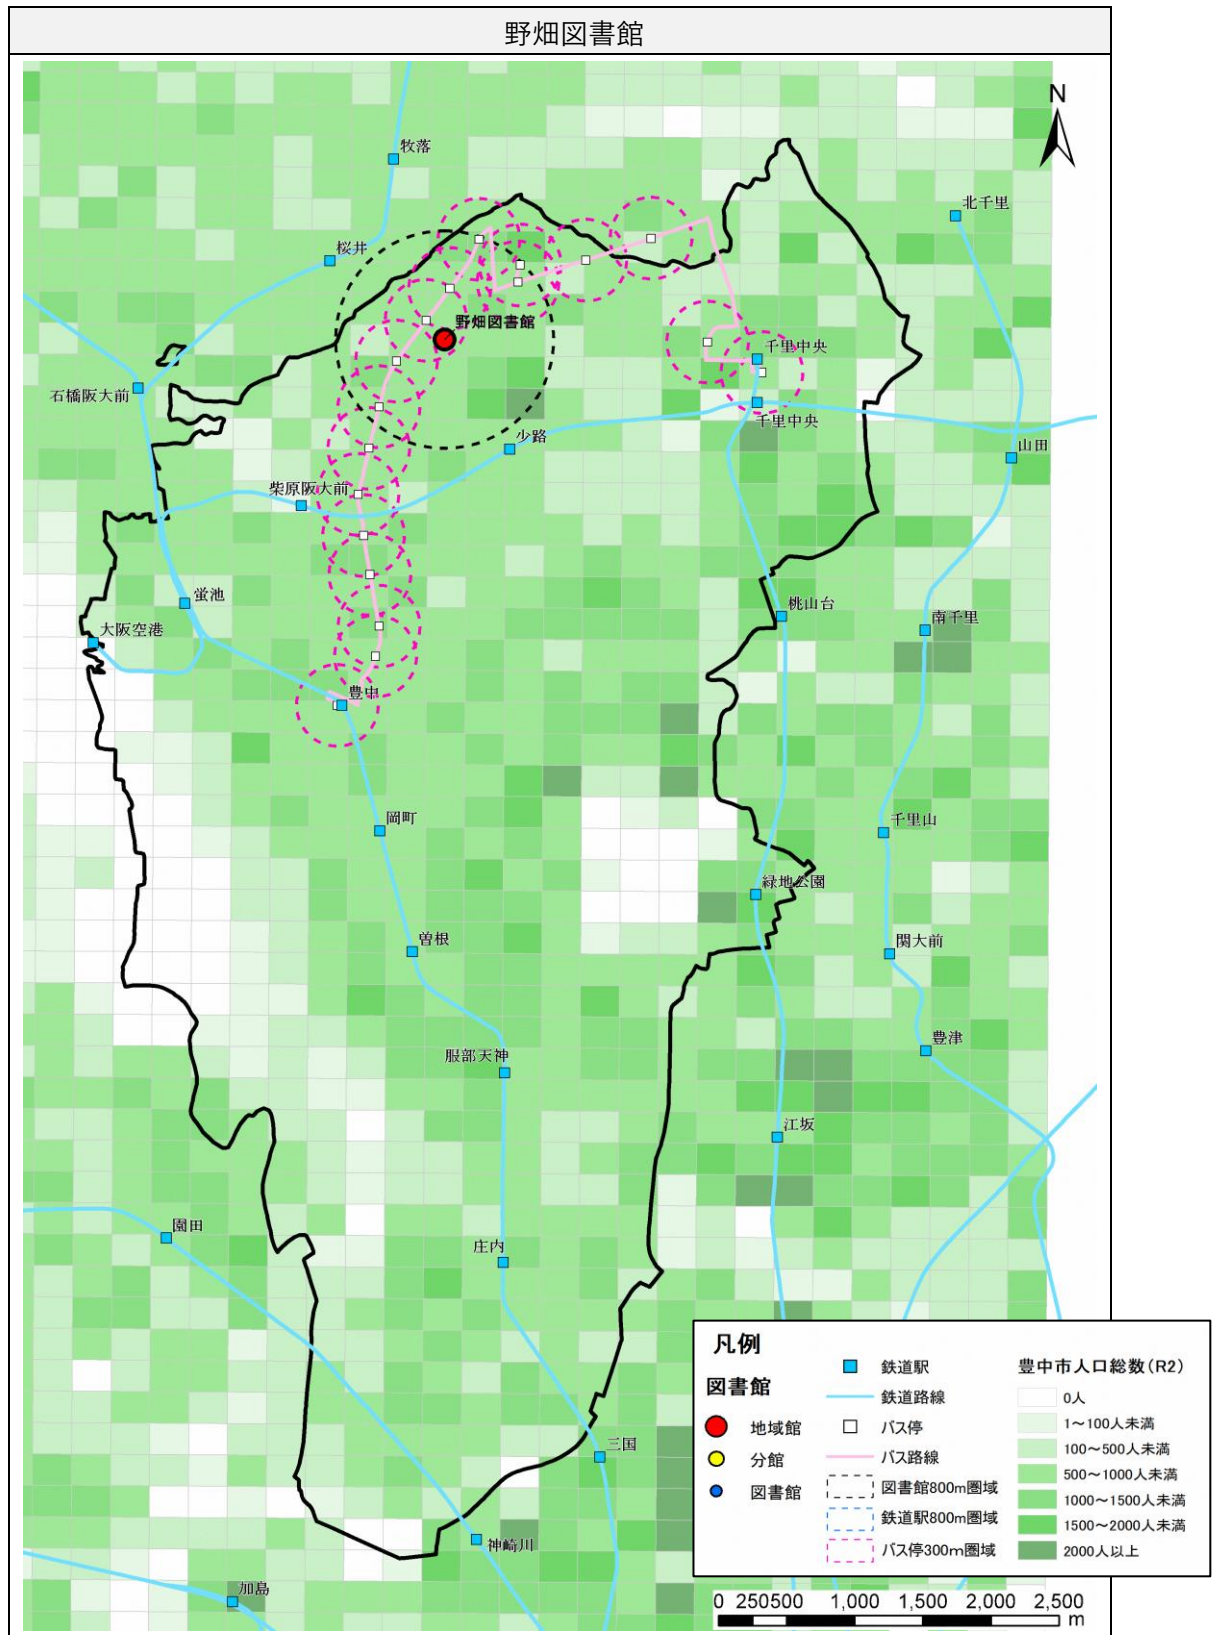 野畑図書館
N
牧落
北千里
桜井
野畑図書館
千里中央
石橋阪大前
千里中央
少路
山田
柴原阪大前
蛍池
桃山台
南千里
大阪空港
豊中
岡町
千里山
緑地公園
曽根
関大前
服部天神
豊津
江坂
園田
庄内
三国
神崎川
加島
凡例
図書館
地域館
分館
図書館
鉄道駅
鉄道路線
バス停
バス路線
図書館800m圏域
鉄道駅800m圏域
バス停300m圏域
豊中市人口総数(R2)
0人
1～100人未満
100～500人未満
500～1000人未満
1000～1500人未満
1500～2000人未満
2000人以上
0 250500 1,000 1,500 2,000 2,500
m